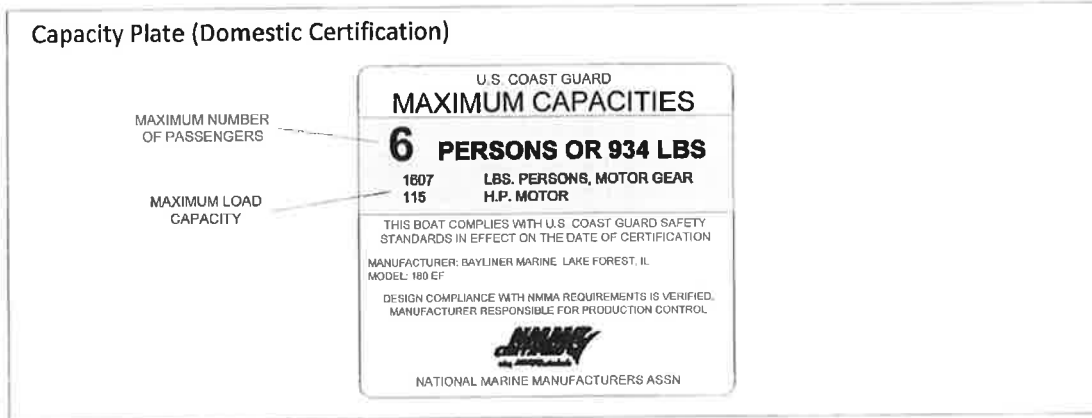 Capacity Plate (Domestic Certification)
MAXIMUM NUMBER
OF PASSENGERS
MAXIMUM LOAD
CAPACITY
U.S. COAST GUARD
MAXIMUM CAPACITIES
6 PERSONS OR 934 LBS
1607 LBS. PERSONS, MOTOR GEAR
115 H.P. MOTOR
THIS BOAT COMPLIES WITH U.S. COAST GUARD SAFETY
STANDARDS IN EFFECT ON THE DATE OF CERTIFICATION
MANUFACTURER: BAYLINER MARINE, LAKE FOREST, IL
MODEL: 180 EF
DESIGN COMPLIANCE WITH NMMA REQUIREMENTS IS VERIFIED.
MANUFACTURER RESPONSIBLE FOR PRODUCTION CONTROL
NMMA
CERTIFIED
NATIONAL MARINE MANUFACTURERS ASSN